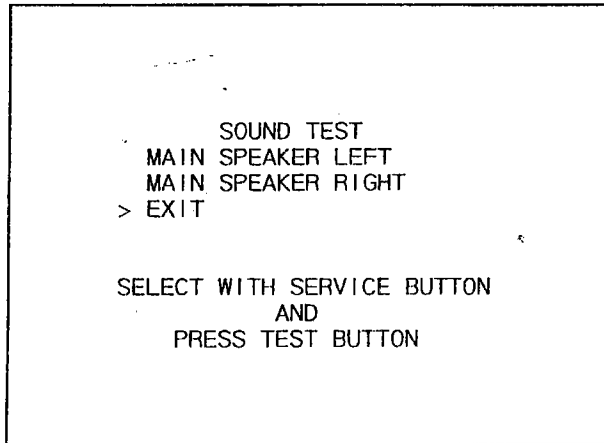 SOUND TEST
MAIN SPEAKER LEFT
MAIN SPEAKER RIGHT
> EXIT
SELECT WITH SERVICE BUTTON
AND
PRESS TEST BUTTON